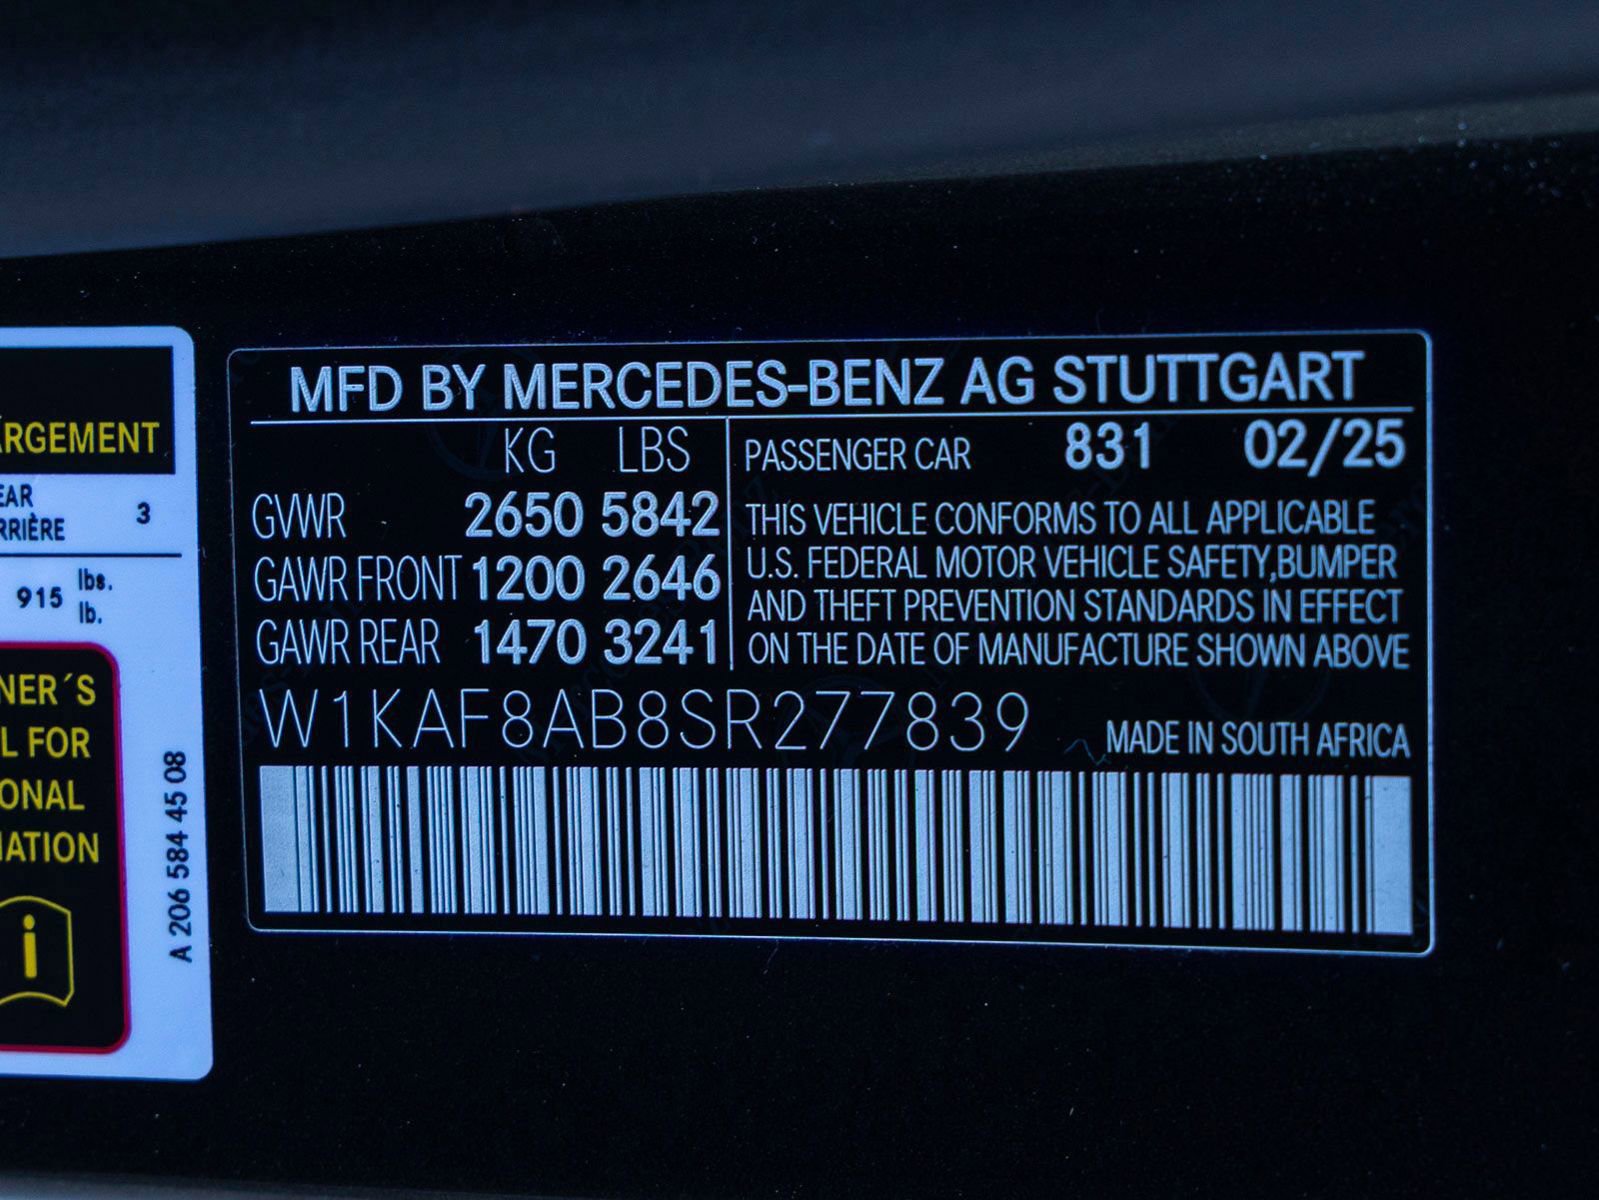 ARGEMENT
EAR
RRIÈRE 3
915 lbs.
lb.
NER´S
L FOR
ONAL
MATION
A 206 584 45 08
MFD BY MERCEDES-BENZ AG STUTTGART
KG LBS
GVWR 2650 5842
GAWR FRONT 1200 2646
GAWR REAR 1470 3241
PASSENGER CAR 831 02/25
THIS VEHICLE CONFORMS TO ALL APPLICABLE
U.S. FEDERAL MOTOR VEHICLE SAFETY,BUMPER
AND THEFT PREVENTION STANDARDS IN EFFECT
ON THE DATE OF MANUFACTURE SHOWN ABOVE
W1KAF8AB8SR277839
MADE IN SOUTH AFRICA